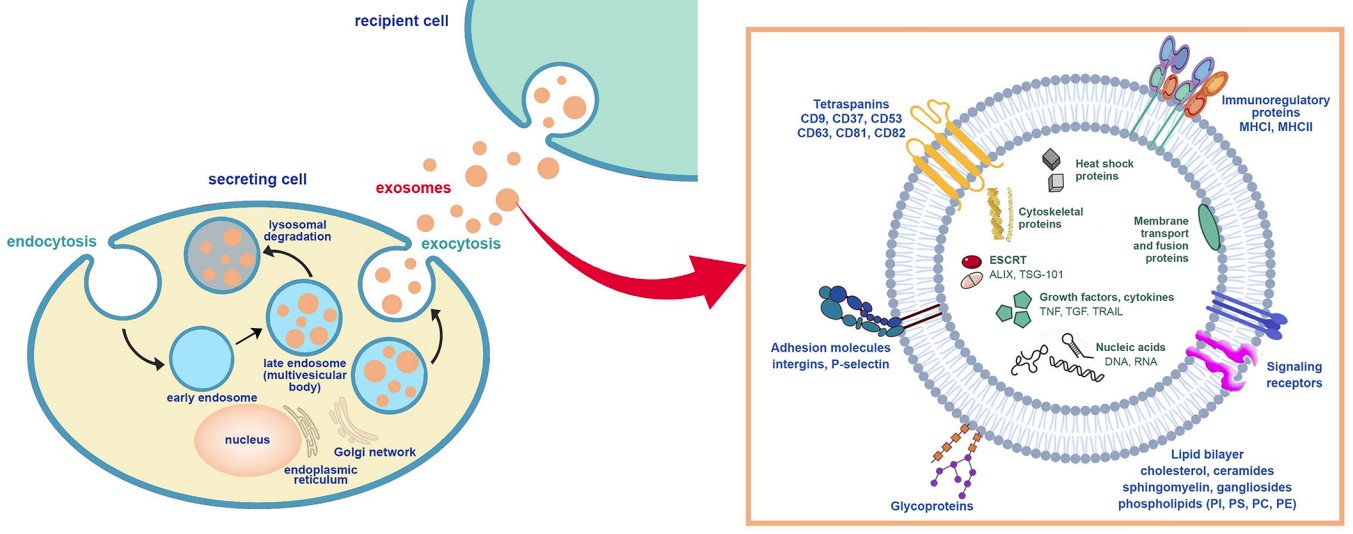 recipient cell
secreting cell
exosomes
endocytosis
exocytosis
lysosomal
degradation
late endosome
(multivesicular
body)
early endosome
nucleus
Golgi network
endoplasmic
reticulum
Tetraspanins
CD9, CD37, CD53
CD63, CD81, CD82
Immunoregulatory
proteins
MHCI, MHCII
Heat shock
proteins
Cytoskeletal
proteins
Membrane
transport
and fusion
proteins
ESCRT
ALIX, TSG-101
Growth factors, cytokines
TNF, TGF. TRAIL
Nucleic acids
DNA, RNA
Adhesion molecules
intergins, P-selectin
Signaling
receptors
Glycoproteins
Lipid bilayer
cholesterol, ceramides
sphingomyelin, gangliosides
phospholipids (PI, PS, PC, PE)